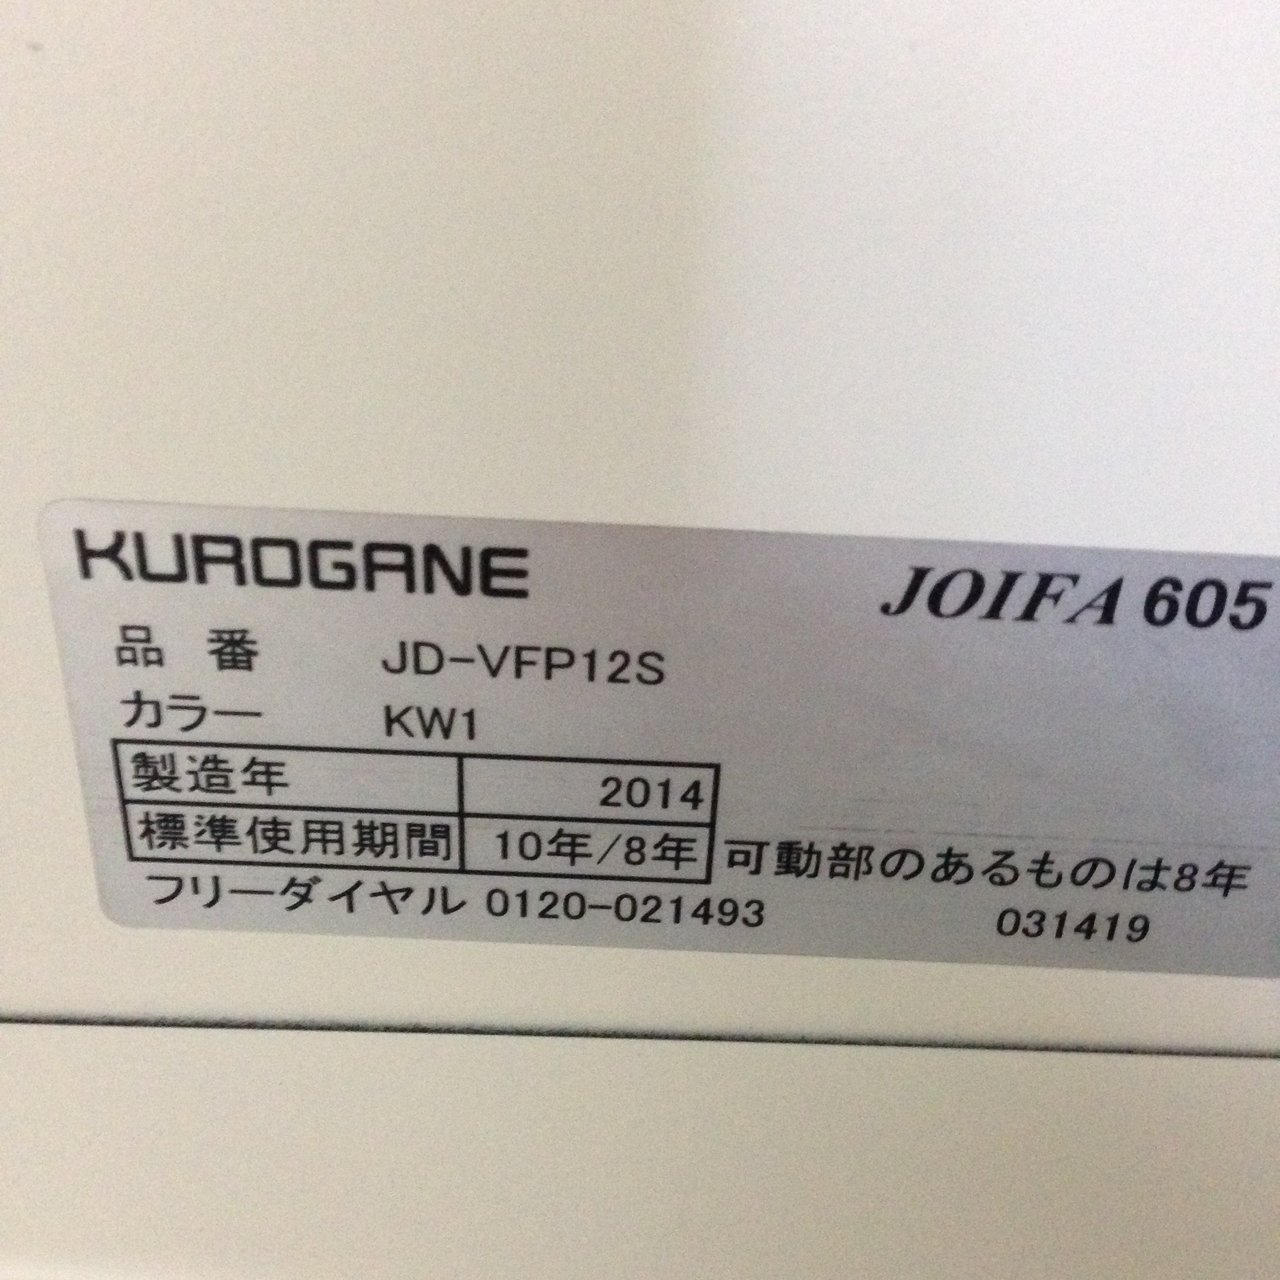 KUROGANE
JOIFA 605
品番 JD-VFP12S
カラー KW1
製造年 2014
標準使用期間 10年/8年 可動部のあるものは8年
フリーダイヤル 0120-021493
031419